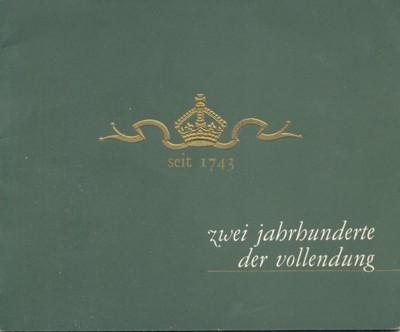 seit 1743
zwei jahrhunderte
der vollendung